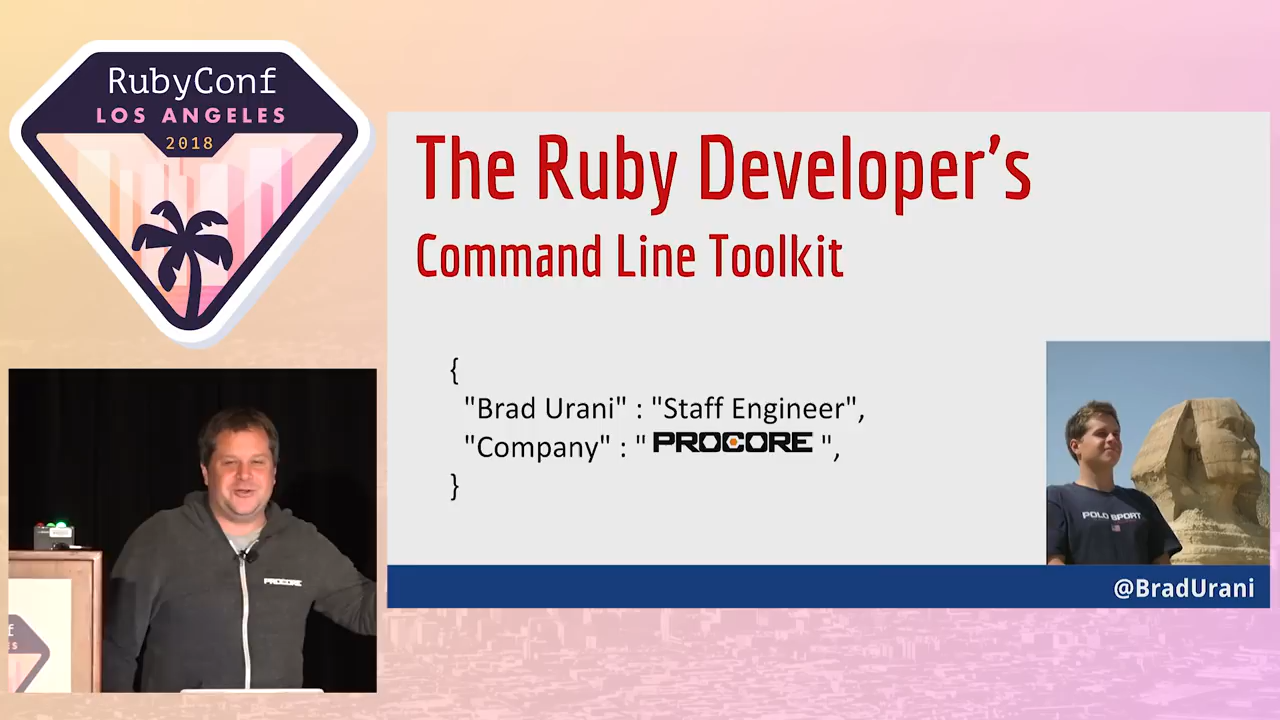 RubyConf
LOS ANGELES
2018
The Ruby Developer's
Command Line Toolkit
{
"Brad Urani" : "Staff Engineer",
"Company" : " PROCORE ",
}
POLO SPORT
@BradUrani
PROCORE